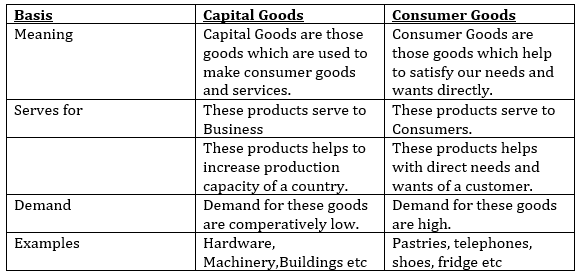 Basis Capital Goods Consumer Goods
Meaning Capital Goods are those Consumer Goods are
goods which are used to those goods which help
make consumer goods to satisfy our needs and
and services. wants directly.
Serves for These products serve to These products serve to
Business Consumers.
These products helps to These products helps
increase production with direct needs and
capacity of a country. wants of a customer.
Demand Demand for these goods Demand for these goods
are comperatively low. are high.
Examples Hardware, Pastries, telephones,
Machinery,Buildings etc shoes, fridge etc